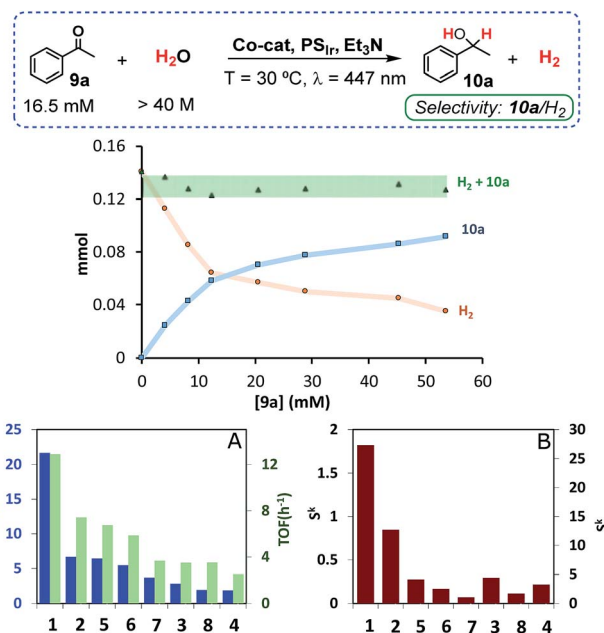 Co-cat, PS_Ir, Et₃N
O
HO H
9a + H₂O 10a + H₂
T = 30 ºC, λ = 447 nm
16.5 mM > 40 M Selectivity: 10a/H₂
0.16
0.12
0.08
0.04
0
mmol
H₂ + 10a
10a
H₂
0 10 20 30 40 50 60
[9a] (mM)
A
25
20
15
10
5
0
12
8
4
0
TOF(h⁻¹)
1 2 5 6 7 3 8 4
B
2
1.5
1
0.5
0
Sᵏ
30
25
20
15
10
5
0
Sᵏ
1 2 5 6 7 3 8 4